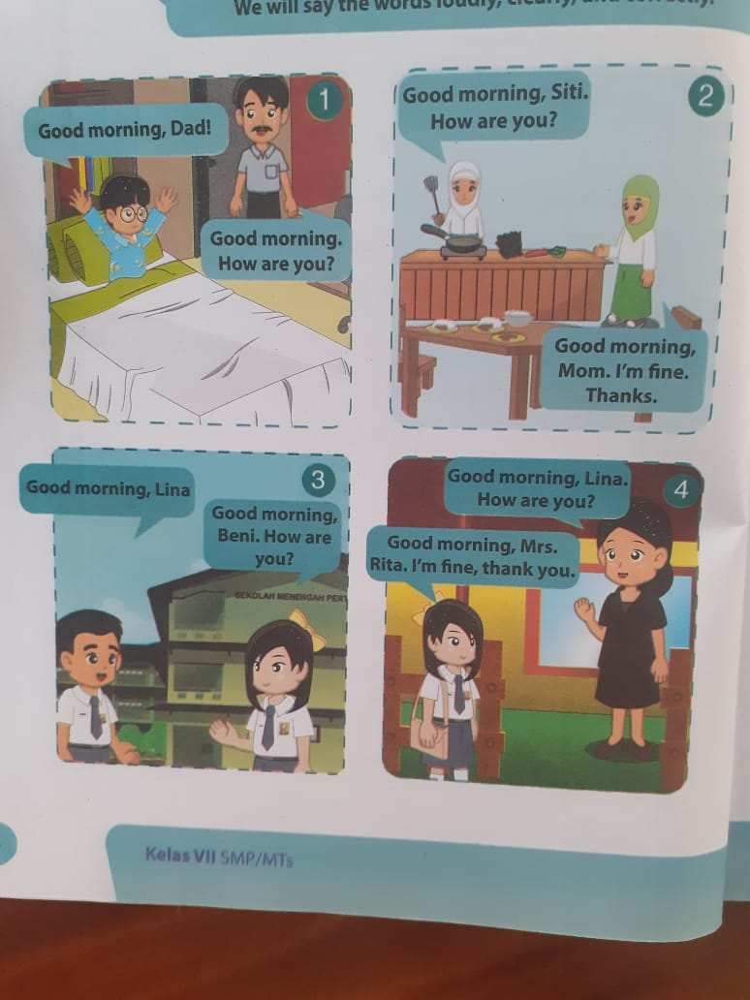 We will say the words loudly, clearly, and correctly.
1
Good morning, Dad!
Good morning.
How are you?
2
Good morning, Siti.
How are you?
Good morning,
Mom. I'm fine.
Thanks.
3
Good morning, Lina
Good morning,
Beni. How are
you?
SEKOLAH MENENGAH PERT
4
Good morning, Lina.
How are you?
Good morning, Mrs.
Rita. I'm fine, thank you.
Kelas VII SMP/MTs